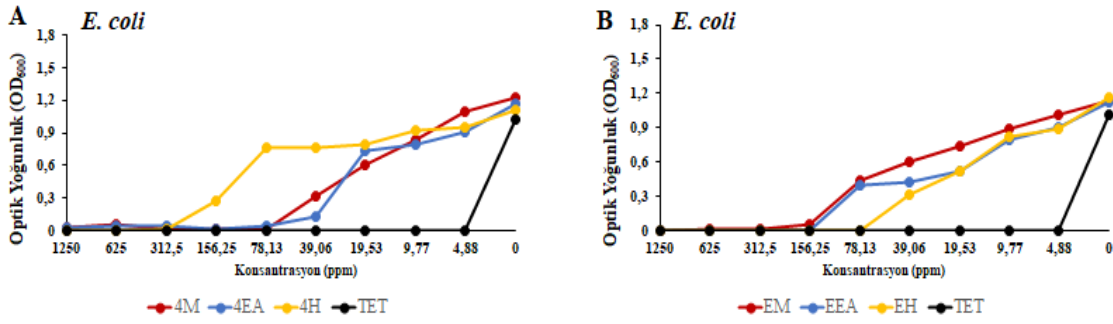 A
E. coli
Optik Yoğunluk (OD600)
1,8
1,5
1,2
0,9
0,6
0,3
0
1250 625 312,5 156,25 78,13 39,06 19,53 9,77 4,88 0
Konsantrasyon (ppm)
4M 4EA 4H TET
B
E. coli
Optik Yoğunluk (OD600)
1,8
1,5
1,2
0,9
0,6
0,3
0
1250 625 312,5 156,25 78,13 39,06 19,53 9,77 4,88 0
Konsantrasyon (ppm)
EM EEA EH TET